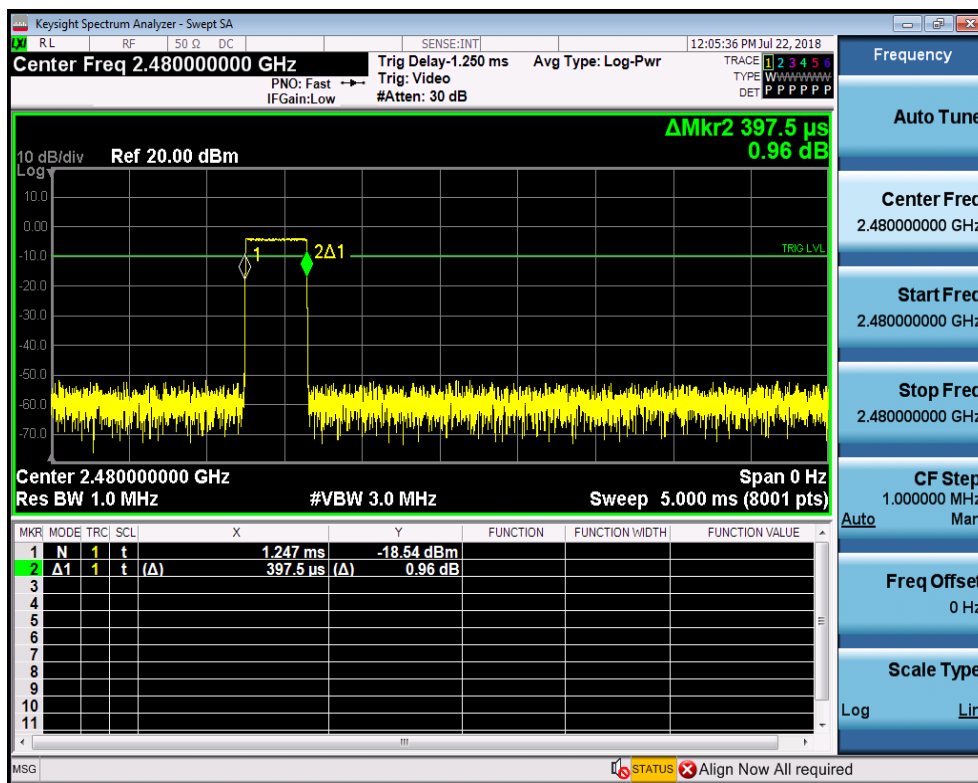 Keysight Spectrum Analyzer - Swept SA
LXI RL RF 50 Ω DC SENSE:INT 12:05:36 PM Jul 22, 2018
Center Freq 2.480000000 GHz Trig Delay-1.250 ms Avg Type: Log-Pwr TRACE 1 2 3 4 5 6
PNO: Fast Trig: Video TYPE WWWWWW
IFGain:Low #Atten: 30 dB DET P P P P P P
ΔMkr2 397.5 µs
0.96 dB
10 dB/div Ref 20.00 dBm
Log
10.0
0.00
-10.0
-20.0
-30.0
-40.0
-50.0
-60.0
-70.0
1
2Δ1
TRIG LVL
Center 2.480000000 GHz Span 0 Hz
Res BW 1.0 MHz #VBW 3.0 MHz Sweep 5.000 ms (8001 pts)
MKR MODE TRC SCL X Y FUNCTION FUNCTION WIDTH FUNCTION VALUE
1 N 1 t 1.247 ms -18.54 dBm
2 Δ1 1 t (Δ) 397.5 µs (Δ) 0.96 dB
3
4
5
6
7
8
9
10
11
MSG STATUS Align Now All required
Frequency
Auto Tune
Center Freq
2.480000000 GHz
Start Freq
2.480000000 GHz
Stop Freq
2.480000000 GHz
CF Step
1.000000 MHz
Auto Man
Freq Offset
0 Hz
Scale Type
Log Lin